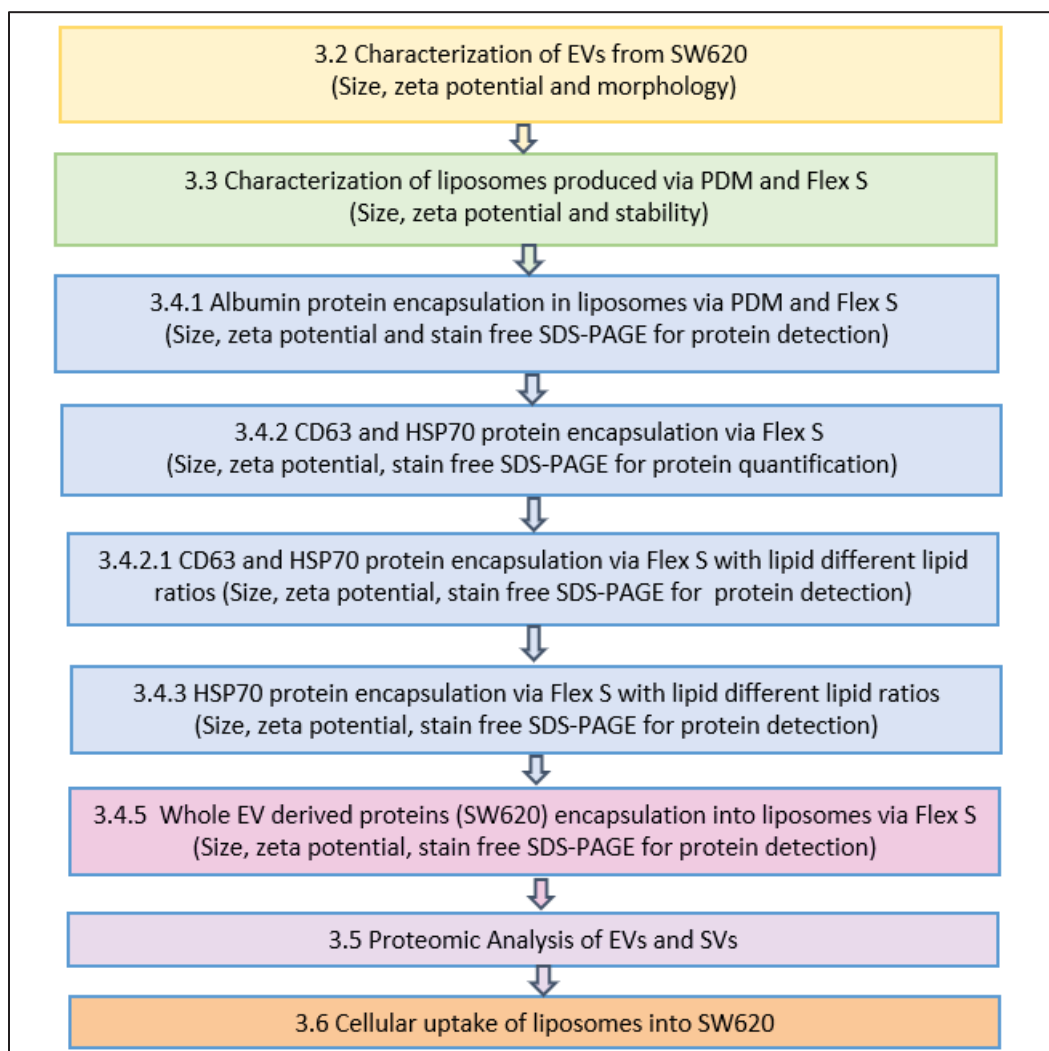 3.2 Characterization of EVs from SW620
(Size, zeta potential and morphology)
3.3 Characterization of liposomes produced via PDM and Flex S
(Size, zeta potential and stability)
3.4.1 Albumin protein encapsulation in liposomes via PDM and Flex S
(Size, zeta potential and stain free SDS-PAGE for protein detection)
3.4.2 CD63 and HSP70 protein encapsulation via Flex S
(Size, zeta potential, stain free SDS-PAGE for protein quantification)
3.4.2.1 CD63 and HSP70 protein encapsulation via Flex S with lipid different lipid
ratios (Size, zeta potential, stain free SDS-PAGE for protein detection)
3.4.3 HSP70 protein encapsulation via Flex S with lipid different lipid ratios
(Size, zeta potential, stain free SDS-PAGE for protein detection)
3.4.5 Whole EV derived proteins (SW620) encapsulation into liposomes via Flex S
(Size, zeta potential, stain free SDS-PAGE for protein detection)
3.5 Proteomic Analysis of EVs and SVs
3.6 Cellular uptake of liposomes into SW620